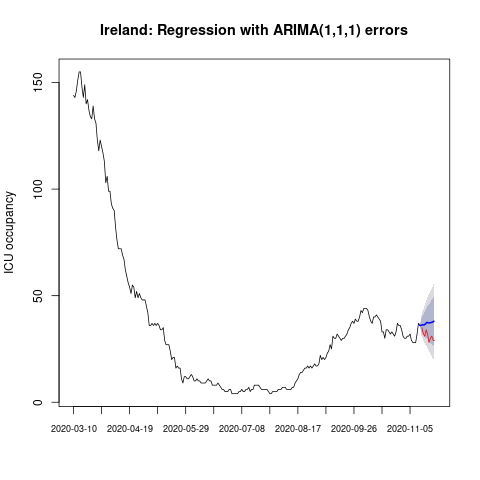 Ireland: Regression with ARIMA(1,1,1) errors
ICU occupancy
150
100
50
0
2020-03-10 2020-04-19 2020-05-29 2020-07-08 2020-08-17 2020-09-26 2020-11-05